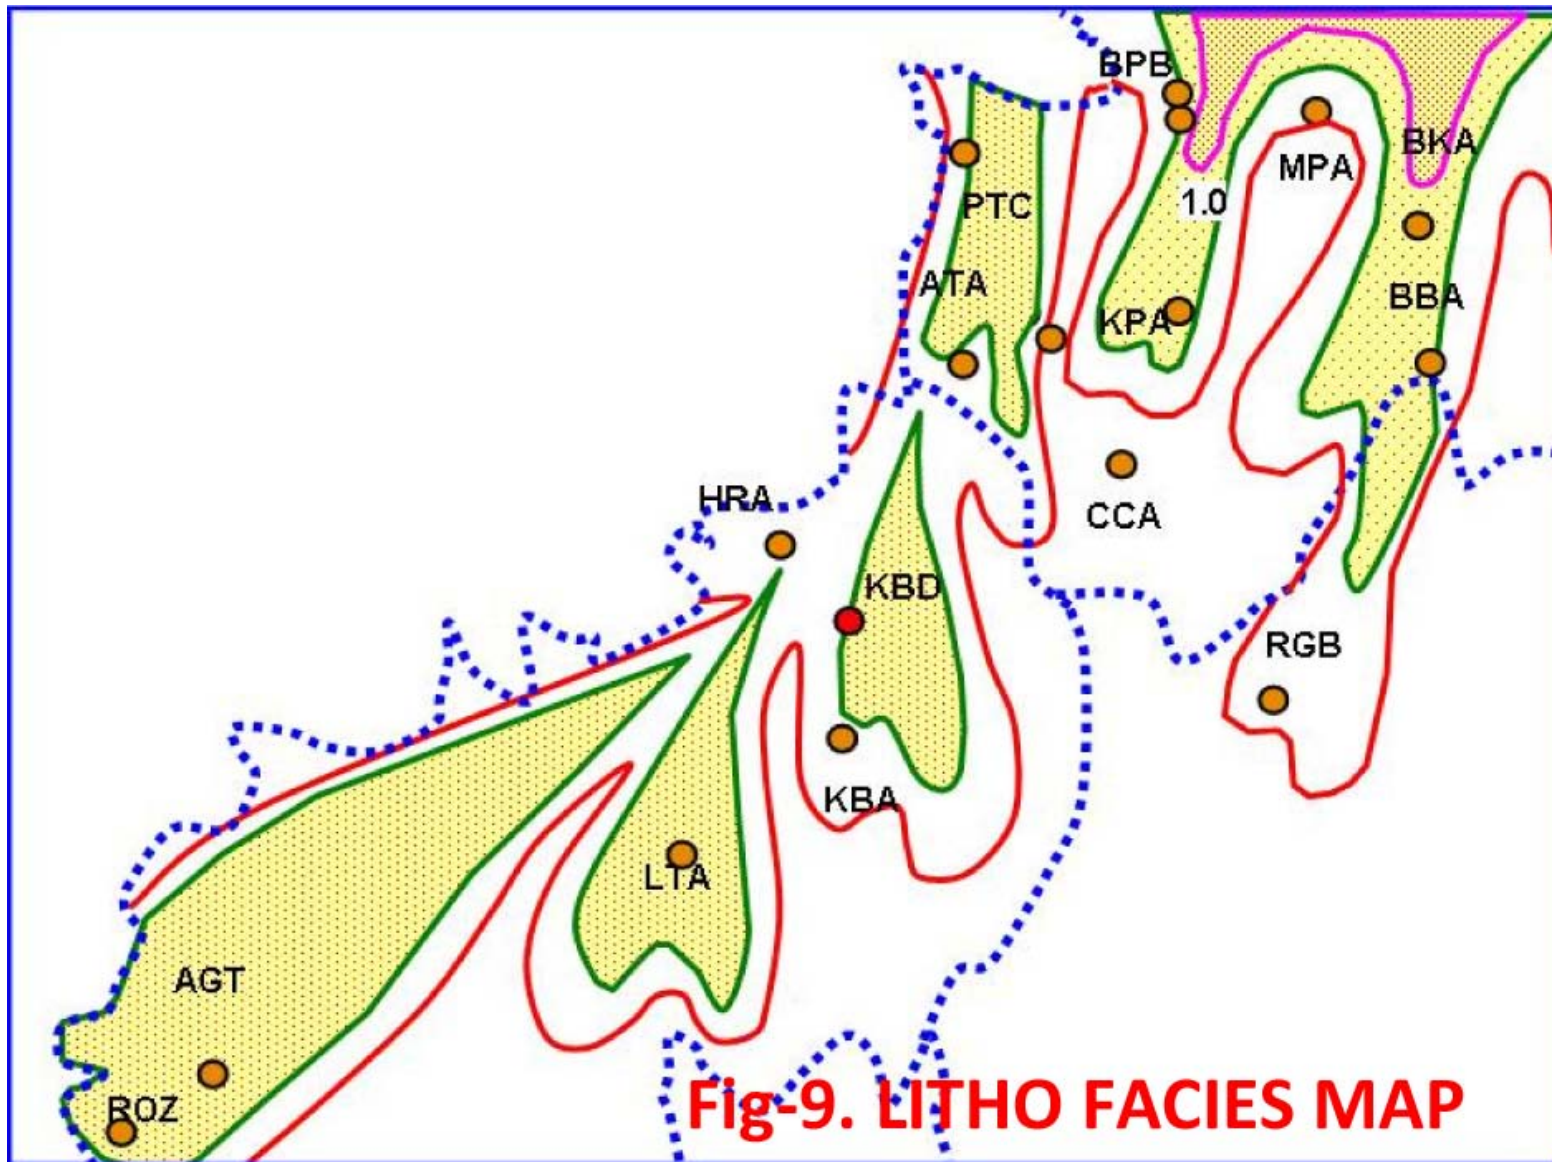 BPB
BKA
MPA
1.0
PTC
ATA
BBA
KPA
HRA
CCA
KBD
RGB
KBA
LTA
AGT
ROZ
Fig-9. LITHO FACIES MAP